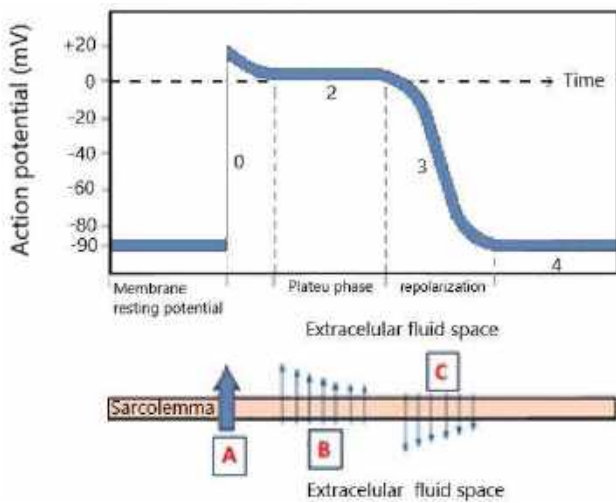 Action potential (mV)
+20
0
-20
-40
-60
-80
-90
Time
0
2
3
4
Membrane
resting potential
Plateu phase
repolarization
Extracelular fluid space
Sarcolemma
A
B
C
Extracelular fluid space